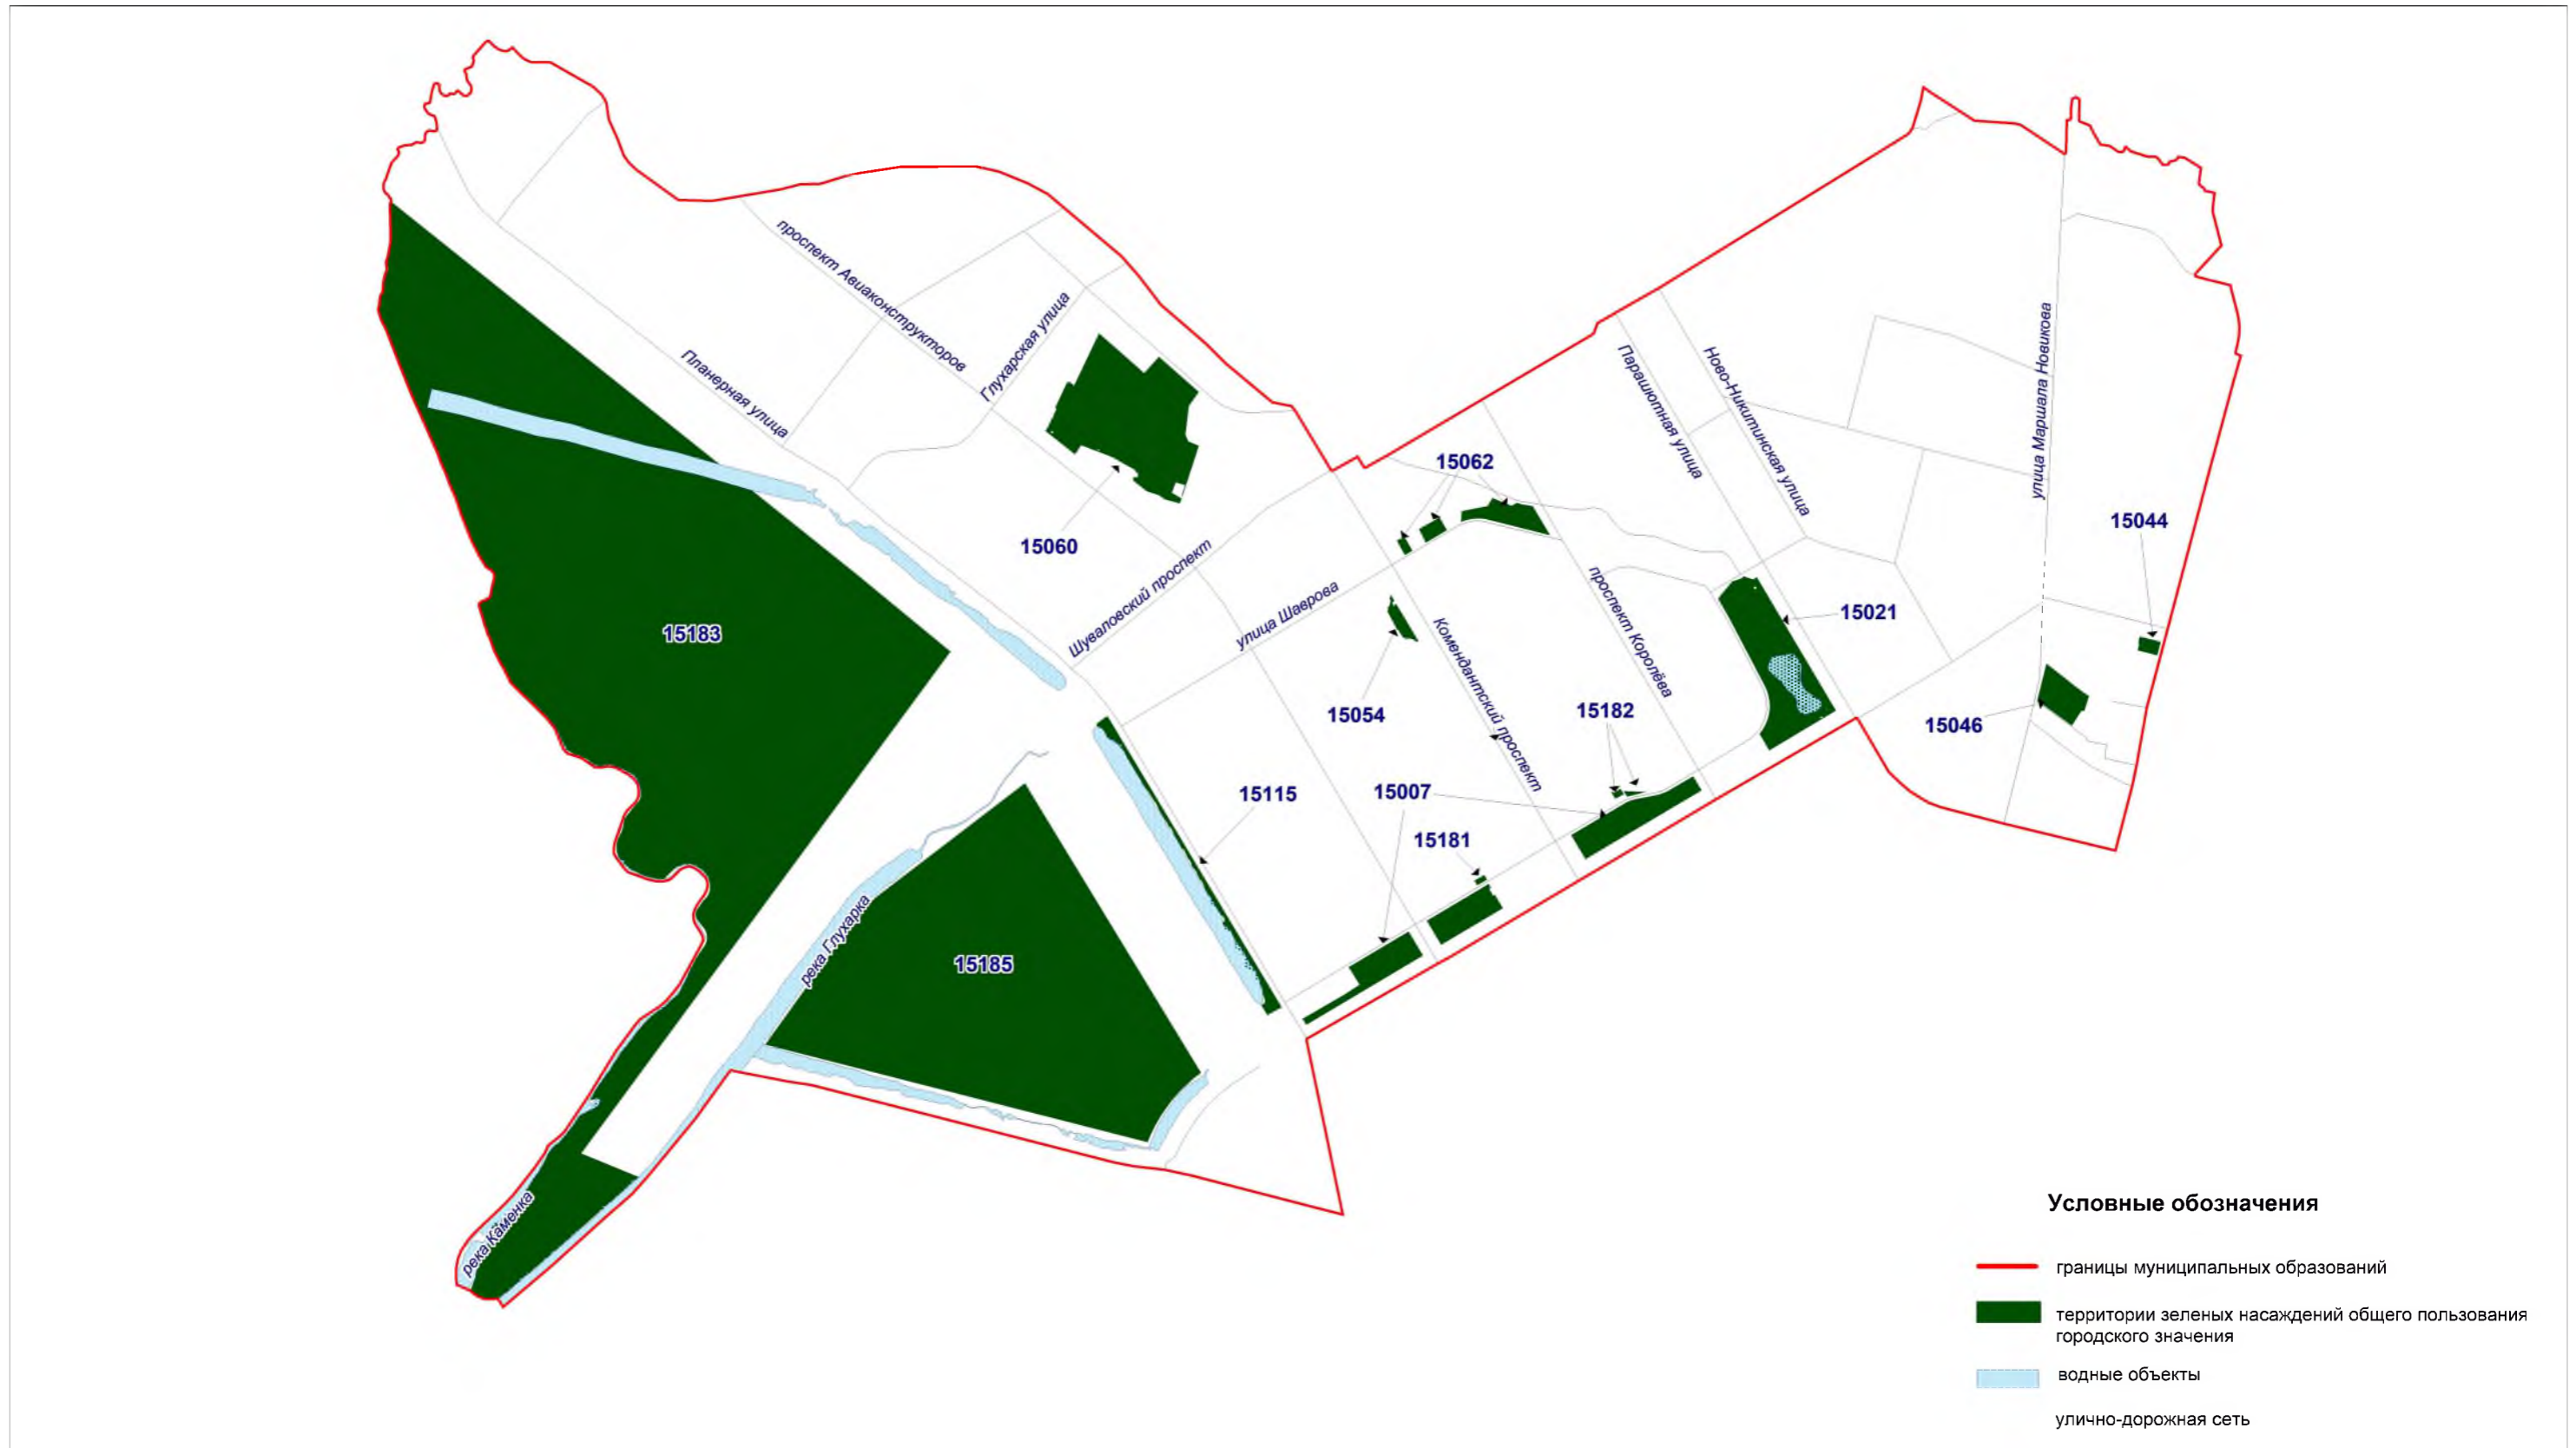 проспект Авиаконструкторов
Глухарская улица
Планерная улица
Парашютная улица
Ново-Никитинская улица
улица Маршала Новикова
15062
15044
15060
Шуваловский проспект
улица Шаврова
15021
15183
Комендантский проспект
проспект Королёва
15054
15182
15046
15115
15007
15181
река Глухарка
15185
река Каменка
Условные обозначения
границы муниципальных образований
территории зеленых насаждений общего пользования
городского значения
водные объекты
улично-дорожная сеть